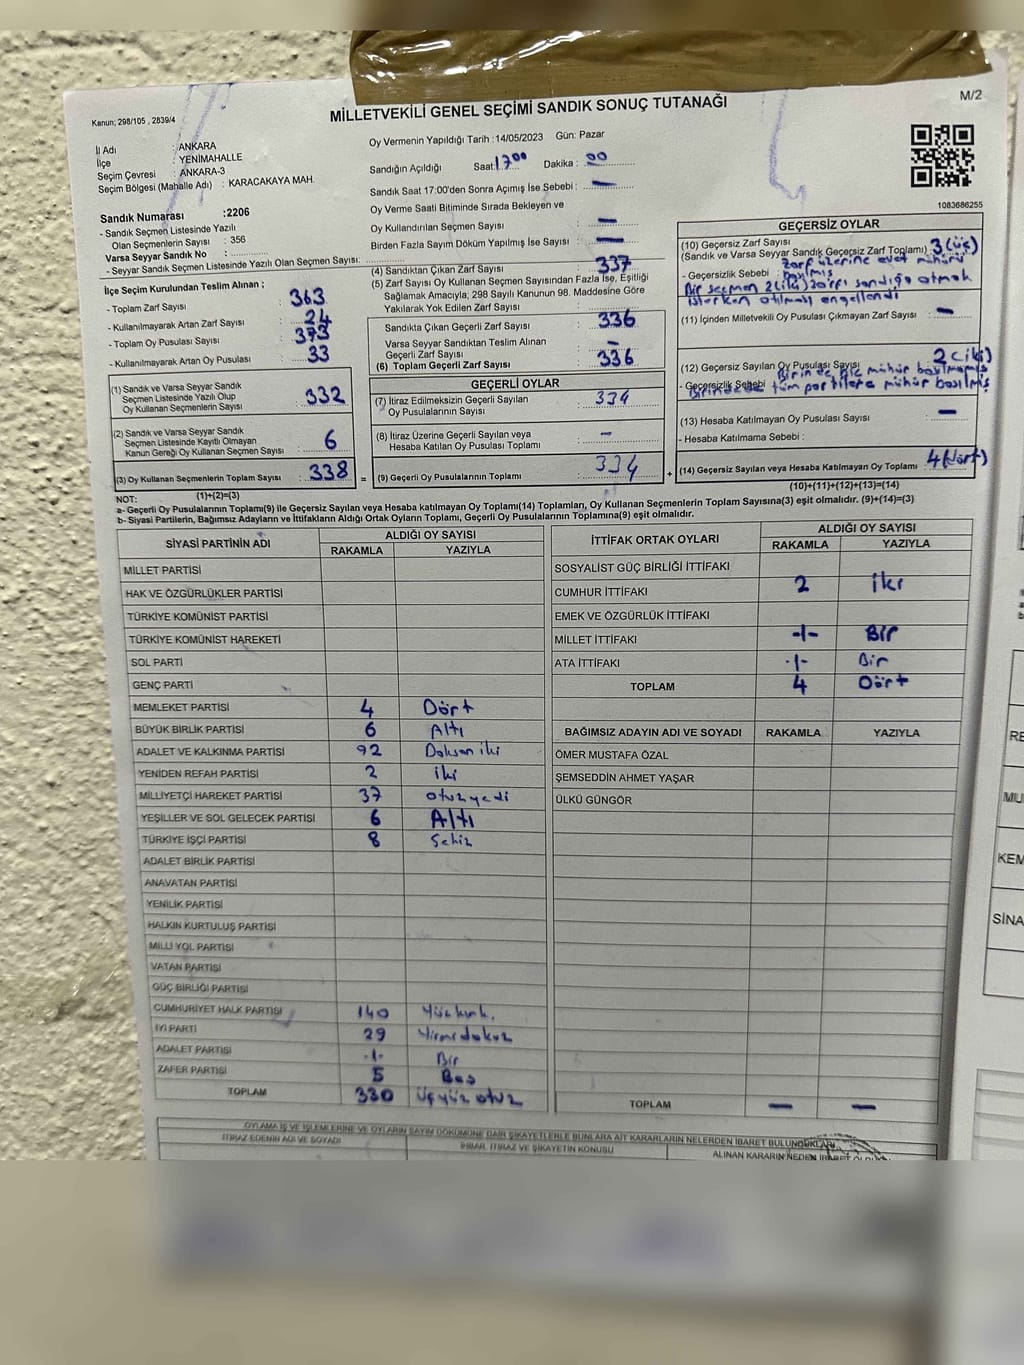 M/2
MİLLETVEKİLİ GENEL SEÇİMİ SANDIK SONUÇ TUTANAĞI
Kanun; 298/105 , 2839/4
İl Adı : ANKARA
İlçe : YENİMAHALLE
Seçim Çevresi : ANKARA-3
Seçim Bölgesi (Mahalle Adı) : KARACAKAYA MAH.
Sandık Numarası :2206
- Sandık Seçmen Listesinde Yazılı
Olan Seçmenlerin Sayısı : 356
Varsa Seyyar Sandık No :
- Seyyar Sandık Seçmen Listesinde Yazılı Olan Seçmen Sayısı:
İlçe Seçim Kurulundan Teslim Alınan ;
- Toplam Zarf Sayısı : 363
- Kullanılmayarak Artan Zarf Sayısı : 24
- Toplam Oy Pusulası Sayısı : 373
- Kullanılmayarak Artan Oy Pusulası : 33
(1) Sandık ve Varsa Seyyar Sandık
Seçmen Listesinde Yazılı Olup
Oy Kullanan Seçmenlerin Sayısı : 332
(2) Sandık ve Varsa Seyyar Sandık
Seçmen Listesinde Kayıtlı Olmayan
Kanun Gereği Oy Kullanan Seçmen Sayısı : 6
(3) Oy Kullanan Seçmenlerin Toplam Sayısı : 338
(1)+(2)=(3)
Oy Vermenin Yapıldığı Tarih :14/05/2023 Gün: Pazar
Sandığın Açıldığı Saat: 17 00 Dakika : 00
Sandık Saat 17:00'den Sonra Açımış İse Sebebi : —
Oy Verme Saati Bitiminde Sırada Bekleyen ve
Oy Kullandırılan Seçmen Sayısı : —
Birden Fazla Sayım Döküm Yapılmış İse Sayısı : —
(4) Sandıktan Çıkan Zarf Sayısı : 337
(5) Zarf Sayısı Oy Kullanan Seçmen Sayısından Fazla İse, Eşitliği
Sağlamak Amacıyla, 298 Sayılı Kanunun 98. Maddesine Göre
Yakılarak Yok Edilen Zarf Sayısı :
Sandıkta Çıkan Geçerli Zarf Sayısı : 336
Varsa Seyyar Sandıktan Teslim Alınan
Geçerli Zarf Sayısı : —
(6) Toplam Geçerli Zarf Sayısı : 336
GEÇERLİ OYLAR
(7) İtiraz Edilmeksizin Geçerli Sayılan
Oy Pusulalarının Sayısı : 334
(8) İtiraz Üzerine Geçerli Sayılan veya
Hesaba Katılan Oy Pusulası Toplamı : —
= (9) Geçerli Oy Pusulalarının Toplamı : 334 +
1083686255
GEÇERSİZ OYLAR
(10) Geçersiz Zarf Sayısı
(Sandık ve Varsa Seyyar Sandık Geçersiz Zarf Toplamı) 3 (üç)
- Geçersizlik Sebebi : zarf üzerine evet mührü
basılmış
Bir seçmen 2(iki) zarfı sandığa atmak
isterken atılması engellendi
(11) İçinden Milletvekili Oy Pusulası Çıkmayan Zarf Sayısı : —
(12) Geçersiz Sayılan Oy Pusulası Sayısı 2 (iki)
- Geçersizlik Sebebi : Birinde hiç mühür basılmamış
Birinde de tüm partilere mühür basılmış
(13) Hesaba Katılmayan Oy Pusulası Sayısı : —
- Hesaba Katılmama Sebebi :
(14) Geçersiz Sayılan veya Hesaba Katılmayan Oy Toplamı : 4 (dört)
(10)+(11)+(12)+(13)=(14)
NOT:
a- Geçerli Oy Pusulalarının Toplamı(9) ile Geçersiz Sayılan veya Hesaba katılmayan Oy Toplamı(14) Toplamları, Oy Kullanan Seçmenlerin Toplam Sayısına(3) eşit olmalıdır. (9)+(14)=(3)
b- Siyasi Partilerin, Bağımsız Adayların ve İttifakların Aldığı Ortak Oyların Toplamı, Geçerli Oy Pusulalarının Toplamına(9) eşit olmalıdır.
SİYASİ PARTİNİN ADI ALDIĞI OY SAYISI
RAKAMLA YAZIYLA
MİLLET PARTİSİ
HAK VE ÖZGÜRLÜKLER PARTİSİ
TÜRKİYE KOMÜNİST PARTİSİ
TÜRKİYE KOMÜNİST HAREKETİ
SOL PARTİ
GENÇ PARTİ
MEMLEKET PARTİSİ 4 Dört
BÜYÜK BİRLİK PARTİSİ 6 Altı
ADALET VE KALKINMA PARTİSİ 92 Doksan iki
YENİDEN REFAH PARTİSİ 2 iki
MİLLİYETÇİ HAREKET PARTİSİ 37 otuzyedi
YEŞİLLER VE SOL GELECEK PARTİSİ 6 Altı
TÜRKİYE İŞÇİ PARTİSİ 8 Sekiz
ADALET BİRLİK PARTİSİ
ANAVATAN PARTİSİ
YENİLİK PARTİSİ
HALKIN KURTULUŞ PARTİSİ
MİLLİ YOL PARTİSİ
VATAN PARTİSİ
GÜÇ BİRLİĞİ PARTİSİ
CUMHURİYET HALK PARTİSİ 140 Yüzkırk.
İYİ PARTİ 29 Yirmidokuz
ADALET PARTİSİ -1- Bir
ZAFER PARTİSİ 5 Beş
TOPLAM 330 Üçyüz otuz
İTTİFAK ORTAK OYLARI ALDIĞI OY SAYISI
RAKAMLA YAZIYLA
SOSYALİST GÜÇ BİRLİĞİ İTTİFAKI
CUMHUR İTTİFAKI 2 iki
EMEK VE ÖZGÜRLÜK İTTİFAKI
MİLLET İTTİFAKI -1- Bir
ATA İTTİFAKI -1- Bir
TOPLAM 4 Dört
BAĞIMSIZ ADAYIN ADI VE SOYADI RAKAMLA YAZIYLA
ÖMER MUSTAFA ÖZAL
ŞEMSEDDİN AHMET YAŞAR
ÜLKÜ GÜNGÖR
TOPLAM — —
OYLAMA İŞ VE İŞLEMLERİNE VE OYLARIN SAYIM DÖKÜMÜNE DAİR ŞİKAYETLERLE BUNLARA AİT KARARLARIN NELERDEN İBARET BULUNDUKLARI
İTİRAZ EDENİN ADI VE SOYADI
İHBAR, İTİRAZ VE ŞİKAYETİN KONUSU
ALINAN KARARIN NEDEN İBARET
RE
MU
KEM
SİNA